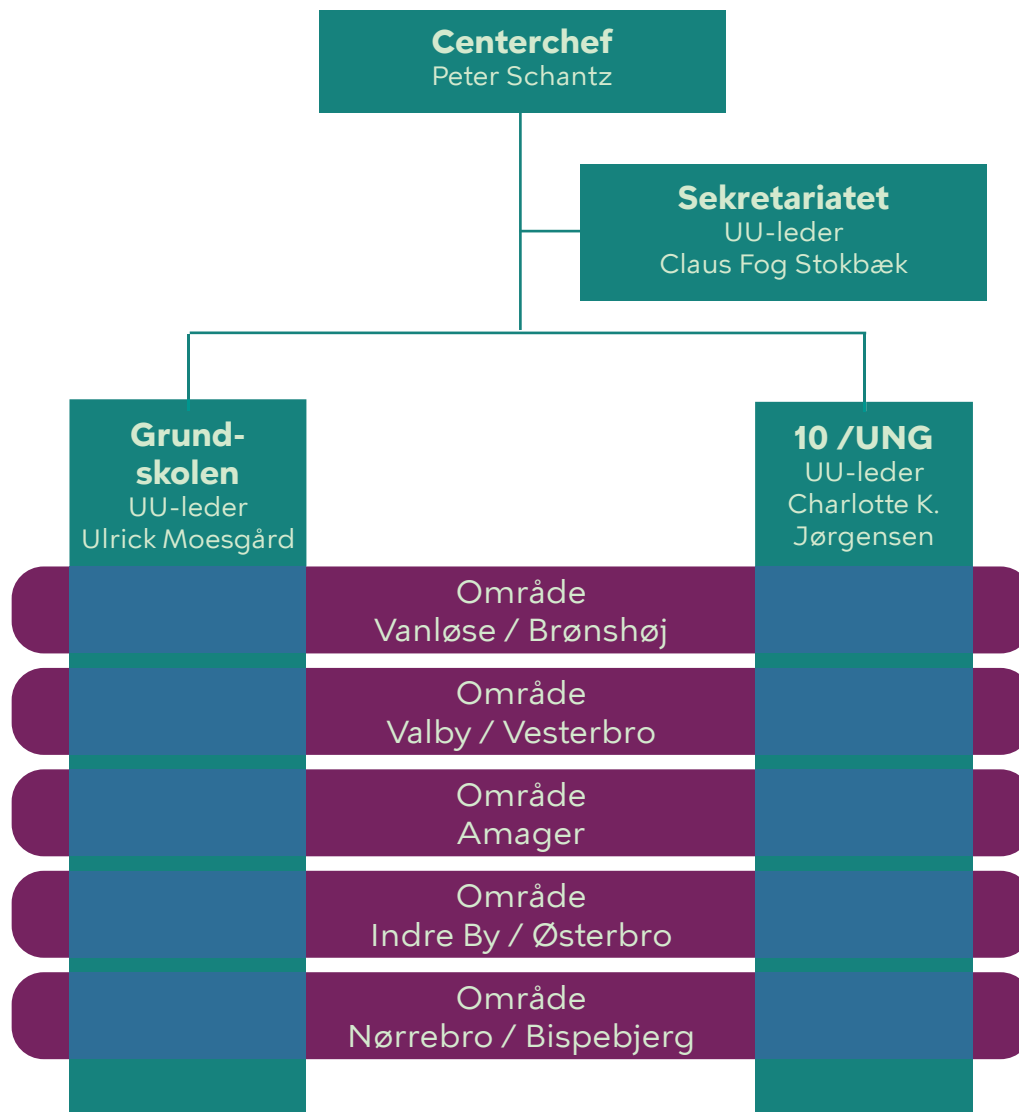 Centerchef
Peter Schantz
Sekretariatet
UU-leder
Claus Fog Stokbæk
Grund-
skolen
UU-leder
Ulrick Moesgård
10 /UNG
UU-leder
Charlotte K.
Jørgensen
Område
Vanløse / Brønshøj
Område
Valby / Vesterbro
Område
Amager
Område
Indre By / Østerbro
Område
Nørrebro / Bispebjerg